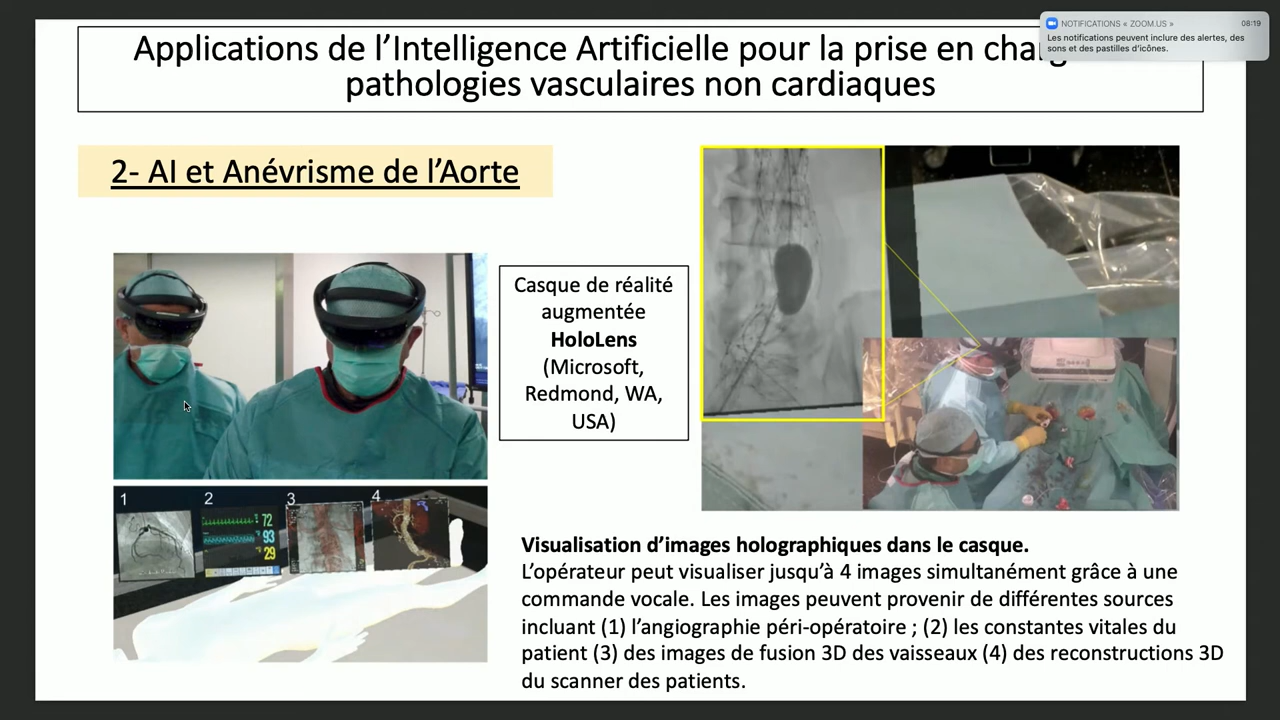 NOTIFICATIONS « ZOOM.US »
08:19
Les notifications peuvent inclure des alertes, des
sons et des pastilles d'icônes.
Applications de l'Intelligence Artificielle pour la prise en
pathologies vasculaires non cardiaques
2- AI et Anévrisme de l'Aorte
Casque de réalité
augmentée
HoloLens
(Microsoft,
Redmond, WA,
USA)
1
2
3
4
72
93
29
Visualisation d'images holographiques dans le casque.
L'opérateur peut visualiser jusqu'à 4 images simultanément grâce à une
commande vocale. Les images peuvent provenir de différentes sources
incluant (1) l'angiographie péri-opératoire ; (2) les constantes vitales du
patient (3) des images de fusion 3D des vaisseaux (4) des reconstructions 3D
du scanner des patients.